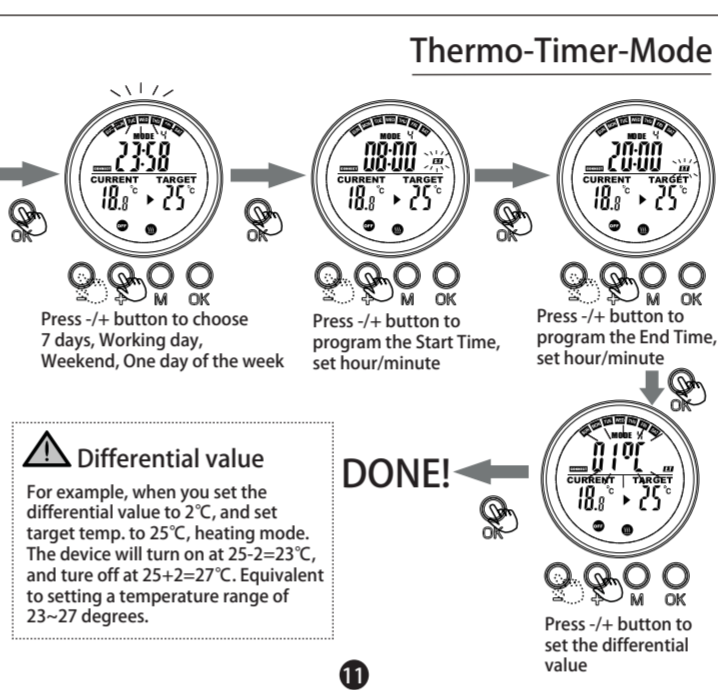 Thermo-Timer-Mode
MODE 4
23:58
CURRENT TARGET
18.8 °C 25 °C
OFF
OK
- + M OK
Press -/+ button to choose
7 days, Working day,
Weekend, One day of the week
MODE 4
08:00
CURRENT TARGET
18.8 °C 25 °C
OFF
OK
- + M OK
Press -/+ button to
program the Start Time,
set hour/minute
MODE 4
20:00
CURRENT TARGET
18.8 °C 25 °C
OFF
OK
- + M OK
Press -/+ button to
program the End Time,
set hour/minute
OK
MODE 4
01°C
CURRENT TARGET
18.8 °C 25 °C
OFF
- + M OK
Press -/+ button to
set the differential
value
OK
DONE!
Differential value
For example, when you set the
differential value to 2℃, and set
target temp. to 25℃, heating mode.
The device will turn on at 25-2=23℃,
and ture off at 25+2=27℃. Equivalent
to setting a temperature range of
23~27 degrees.
11